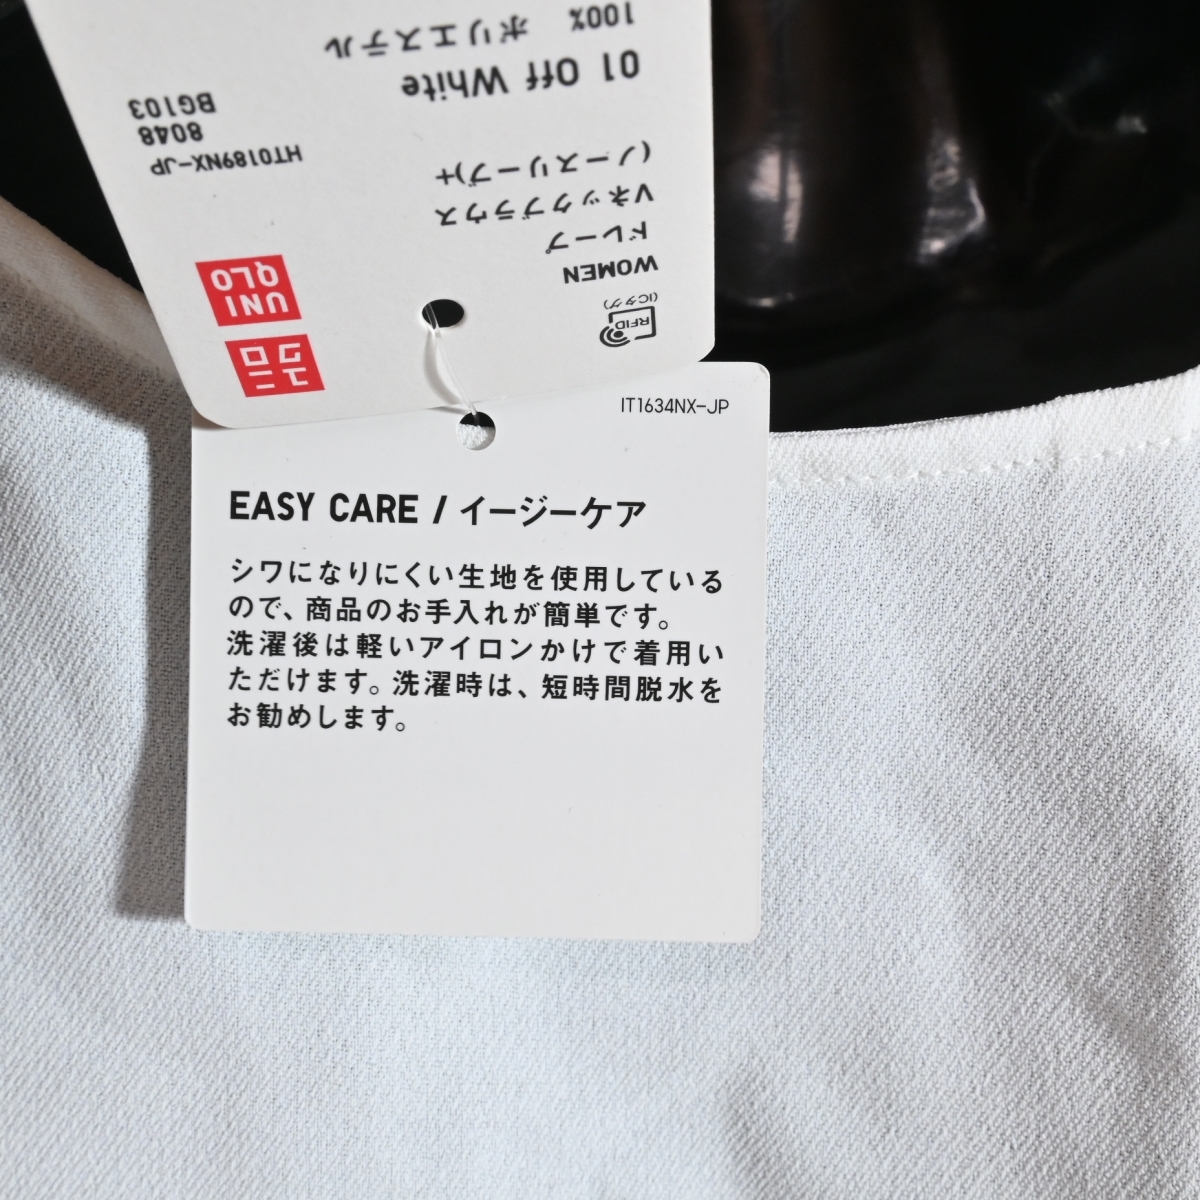 ユニ
クロ
UNI
QLO
RFID
(ICタグ)
WOMEN
ドレープ
Vネックブラウス
(ノースリーブ)+
HT0189NX-JP
8048
BG103
01 Off White
100% ポリエステル
IT1634NX-JP
EASY CARE / イージーケア
シワになりにくい生地を使用している
ので、商品のお手入れが簡単です。
洗濯後は軽いアイロンかけで着用い
ただけます。洗濯時は、短時間脱水を
お勧めします。